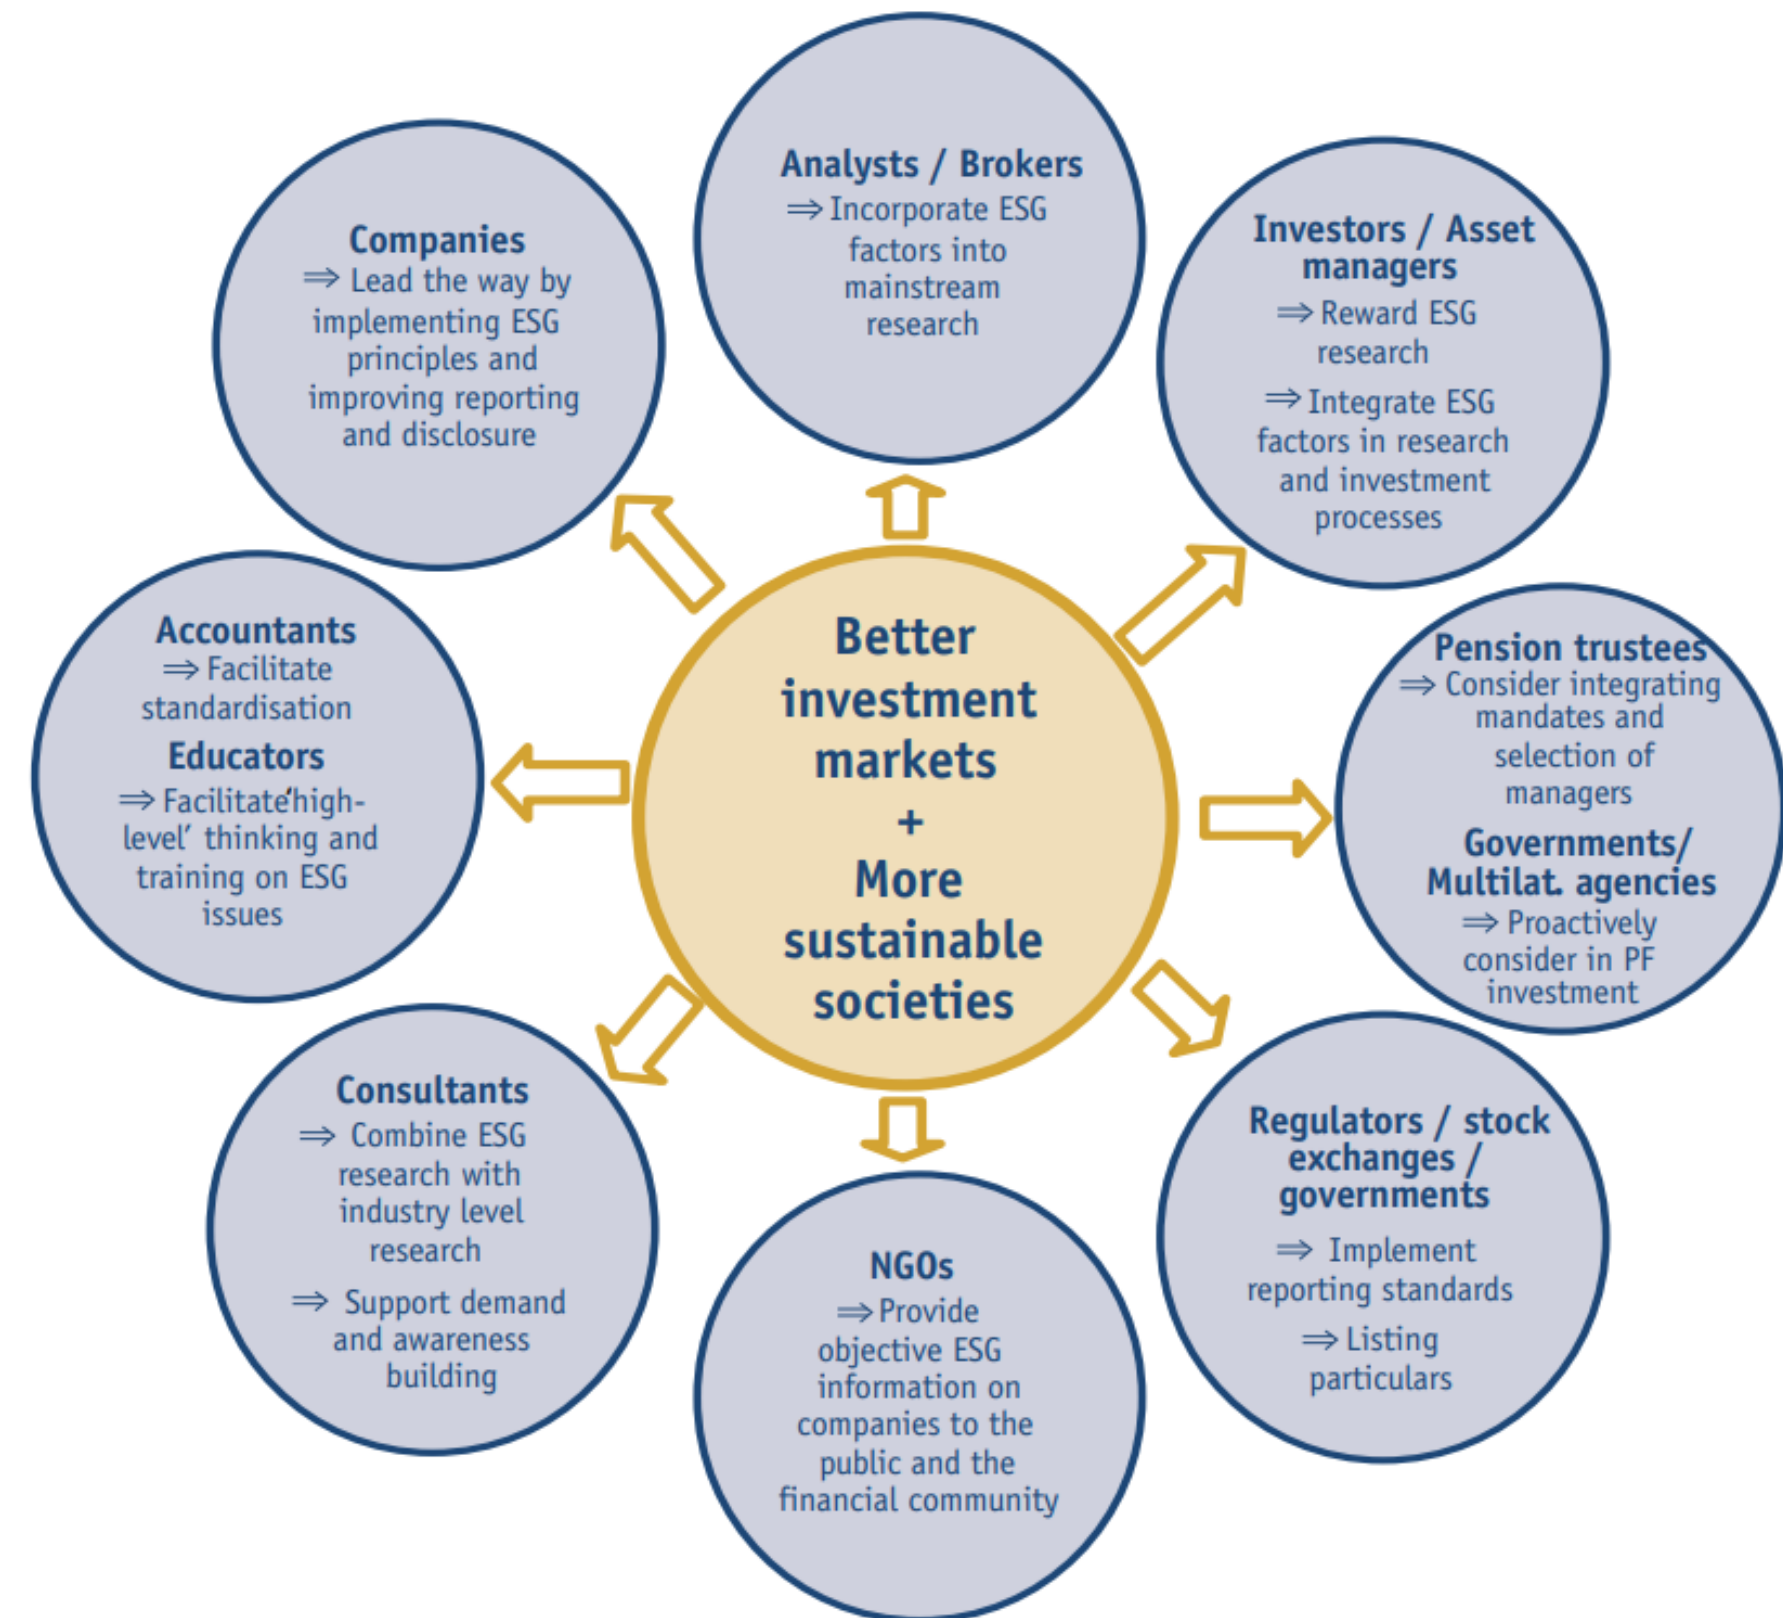 Analysts / Brokers
⇒ Incorporate ESG
factors into
mainstream
research
Companies
⇒ Lead the way by
implementing ESG
principles and
improving reporting
and disclosure
Investors / Asset
managers
⇒ Reward ESG
research
⇒ Integrate ESG
factors in research
and investment
processes
Accountants
⇒ Facilitate
standardisation
Educators
⇒ Facilitate‘high-
level’ thinking and
training on ESG
issues
Better
investment
markets
+
More
sustainable
societies
Pension trustees
⇒ Consider integrating
mandates and
selection of
managers
Governments/
Multilat. agencies
⇒ Proactively
consider in PF
investment
Consultants
⇒ Combine ESG
research with
industry level
research
⇒ Support demand
and awareness
building
NGOs
⇒ Provide
objective ESG
information on
companies to the
public and the
financial community
Regulators / stock
exchanges /
governments
⇒ Implement
reporting standards
⇒ Listing
particulars